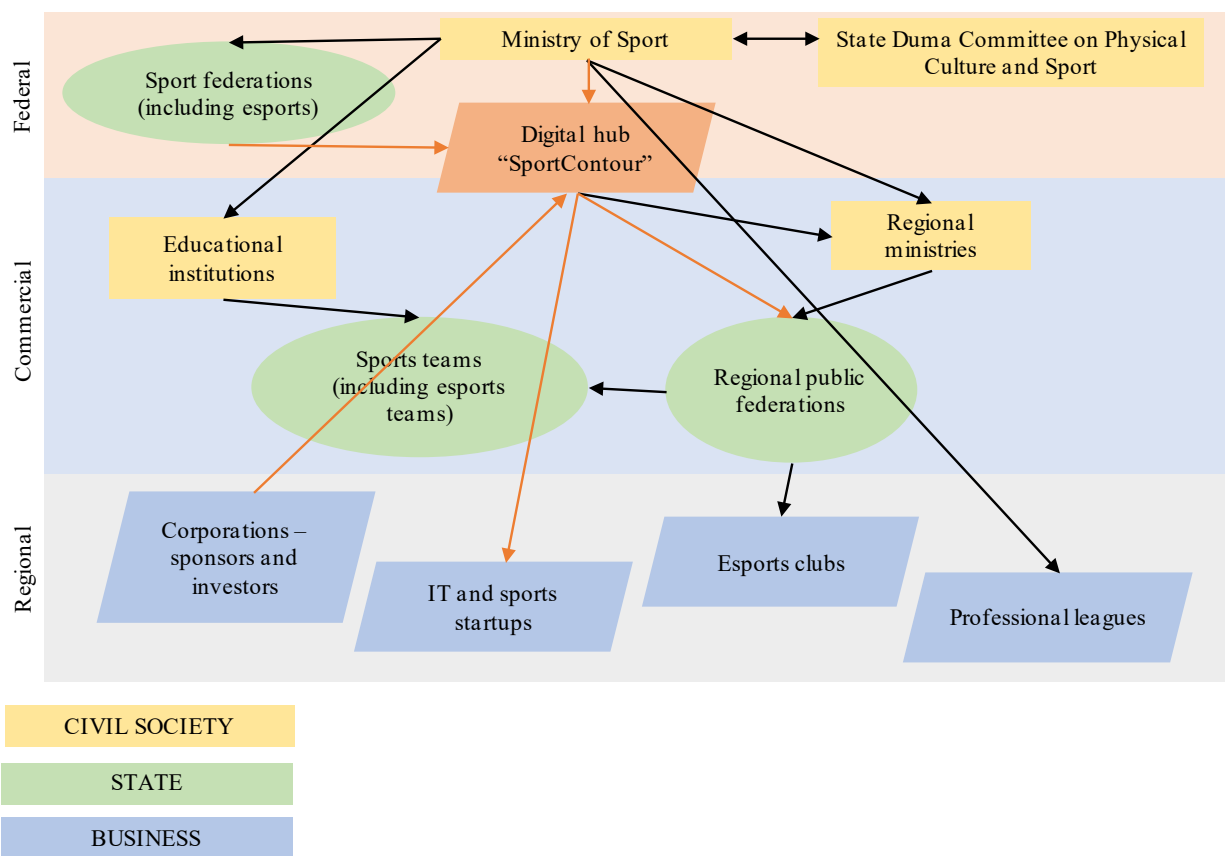 Federal
Ministry of Sport
State Duma Committee on Physical
Culture and Sport
Sport federations
(including esports)
Digital hub
“SportContour”
Commercial
Educational
institutions
Regional
ministries
Sports teams
(including esports
teams)
Regional public
federations
Regional
Corporations –
sponsors and
investors
IT and sports
startups
Esports clubs
Professional leagues
CIVIL SOCIETY
STATE
BUSINESS